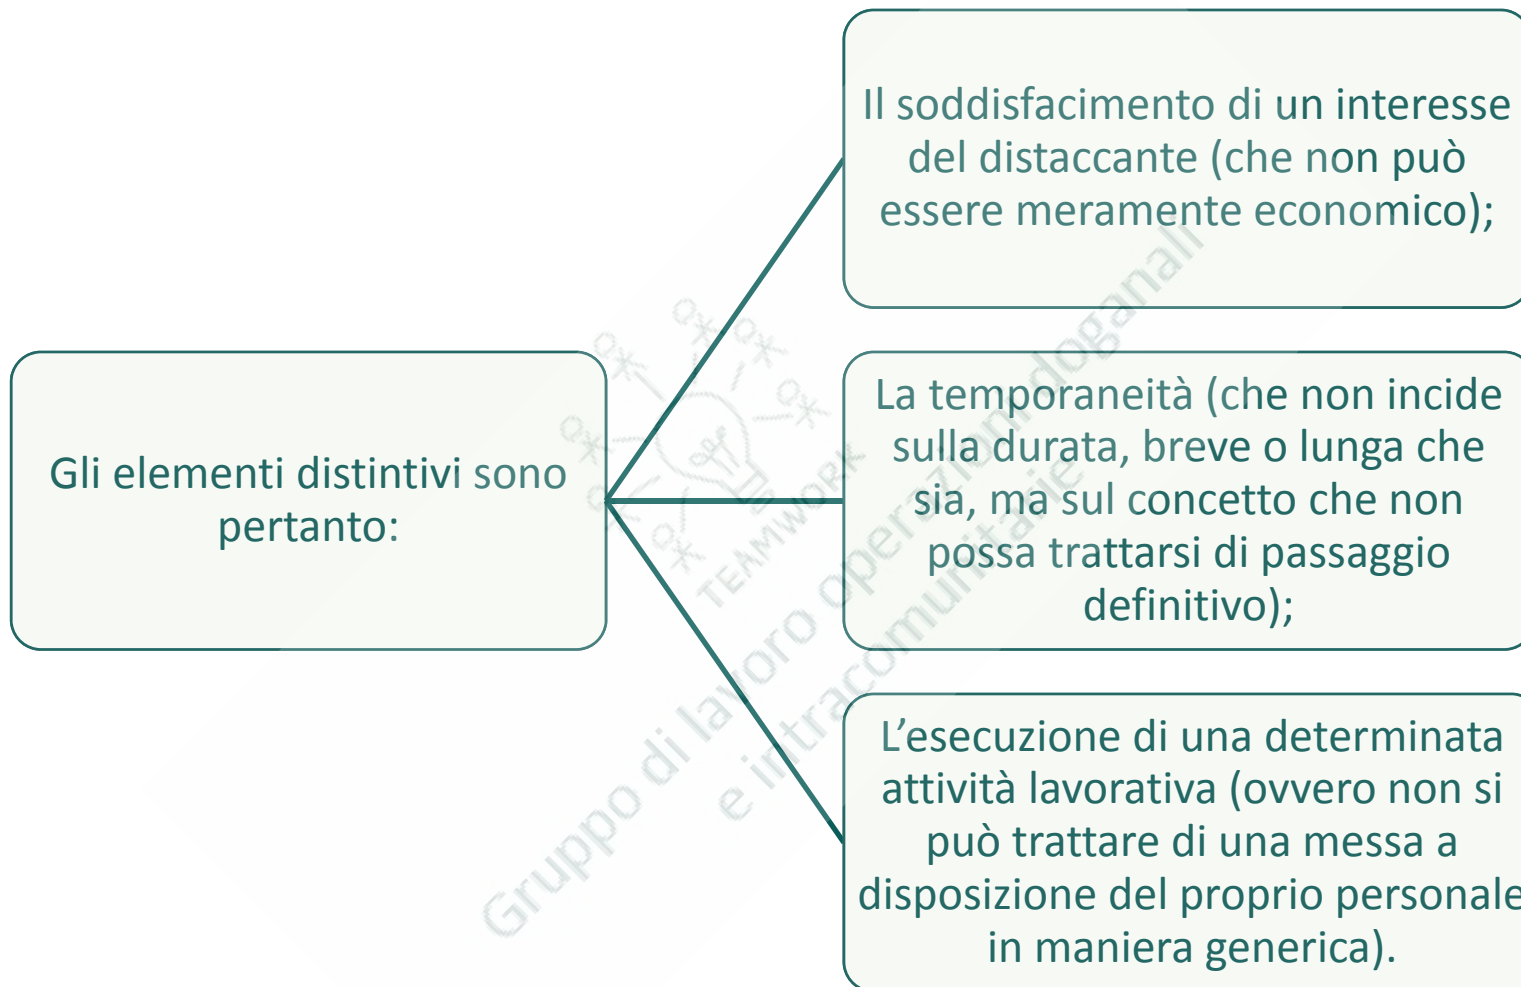 Gli elementi distintivi sono
pertanto:
Il soddisfacimento di un interesse
del distaccante (che non può
essere meramente economico);
La temporaneità (che non incide
sulla durata, breve o lunga che
sia, ma sul concetto che non
possa trattarsi di passaggio
definitivo);
L’esecuzione di una determinata
attività lavorativa (ovvero non si
può trattare di una messa a
disposizione del proprio personale
in maniera generica).
TEAMWORK
Gruppo di lavoro operazioni doganali
e intracomunitarie